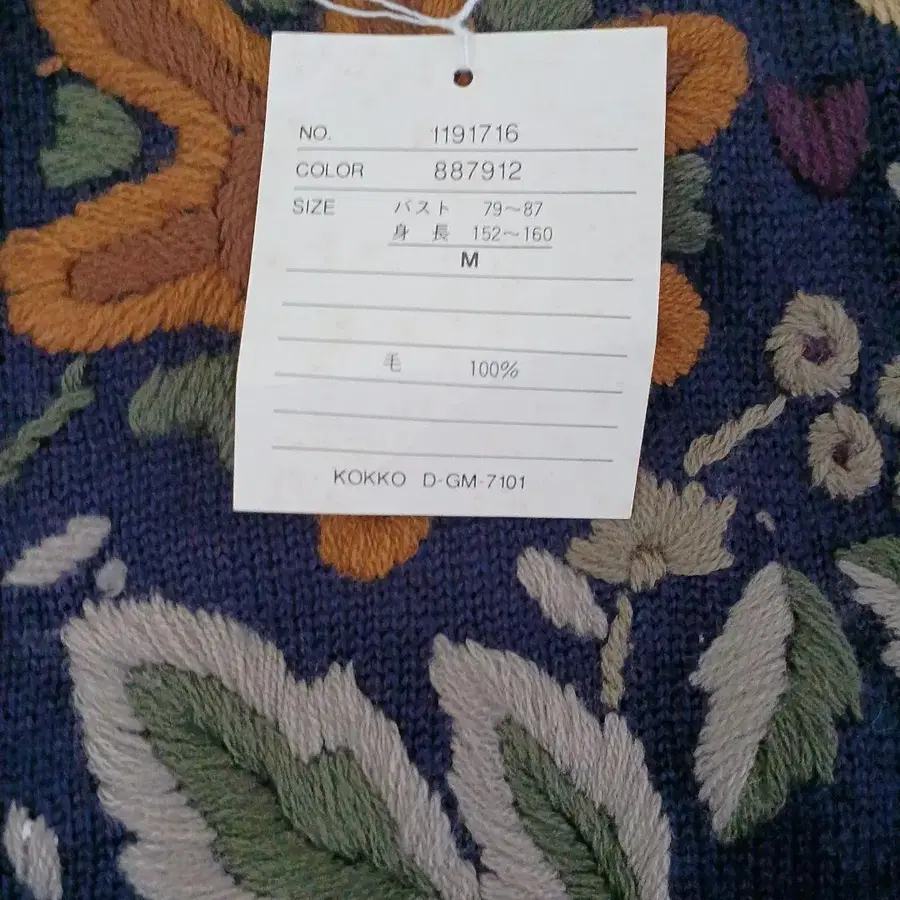 NO. 1191716
COLOR 887912
SIZE バスト 79～87
身長 152～160
M
毛 100%
KOKKO D-GM-7101